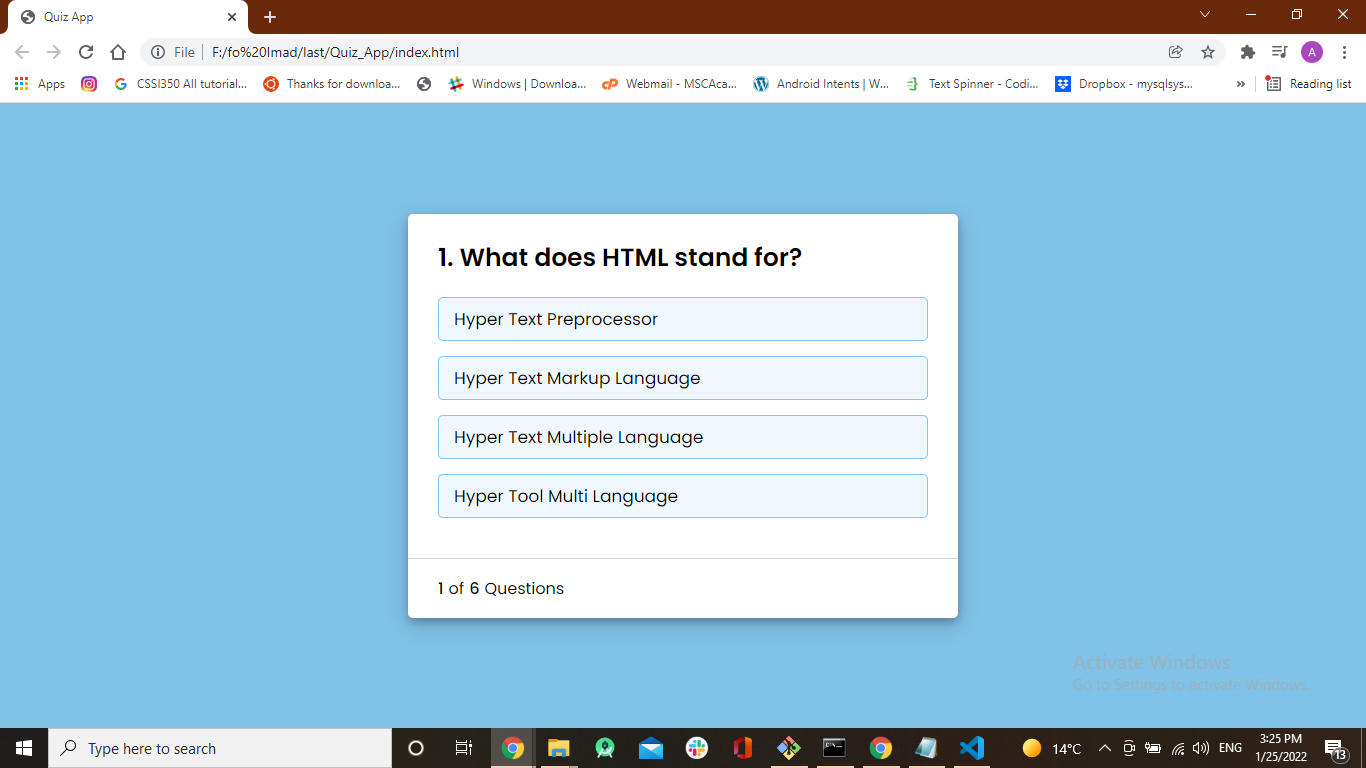 Quiz App
File
F:/fo%20Imad/last/Quiz_App/index.html
Apps
CSSI350 All tutorial...
Thanks for downloa...
Windows | Downloa...
Webmail - MSCAca...
Android Intents | W...
Text Spinner - Codi...
Dropbox - mysqlsys...
»
Reading list
1. What does HTML stand for?
Hyper Text Preprocessor
Hyper Text Markup Language
Hyper Text Multiple Language
Hyper Tool Multi Language
1 of 6 Questions
Activate Windows
Go to Settings to activate Windows.
Type here to search
14°C
ENG
3:25 PM
1/25/2022
13
A